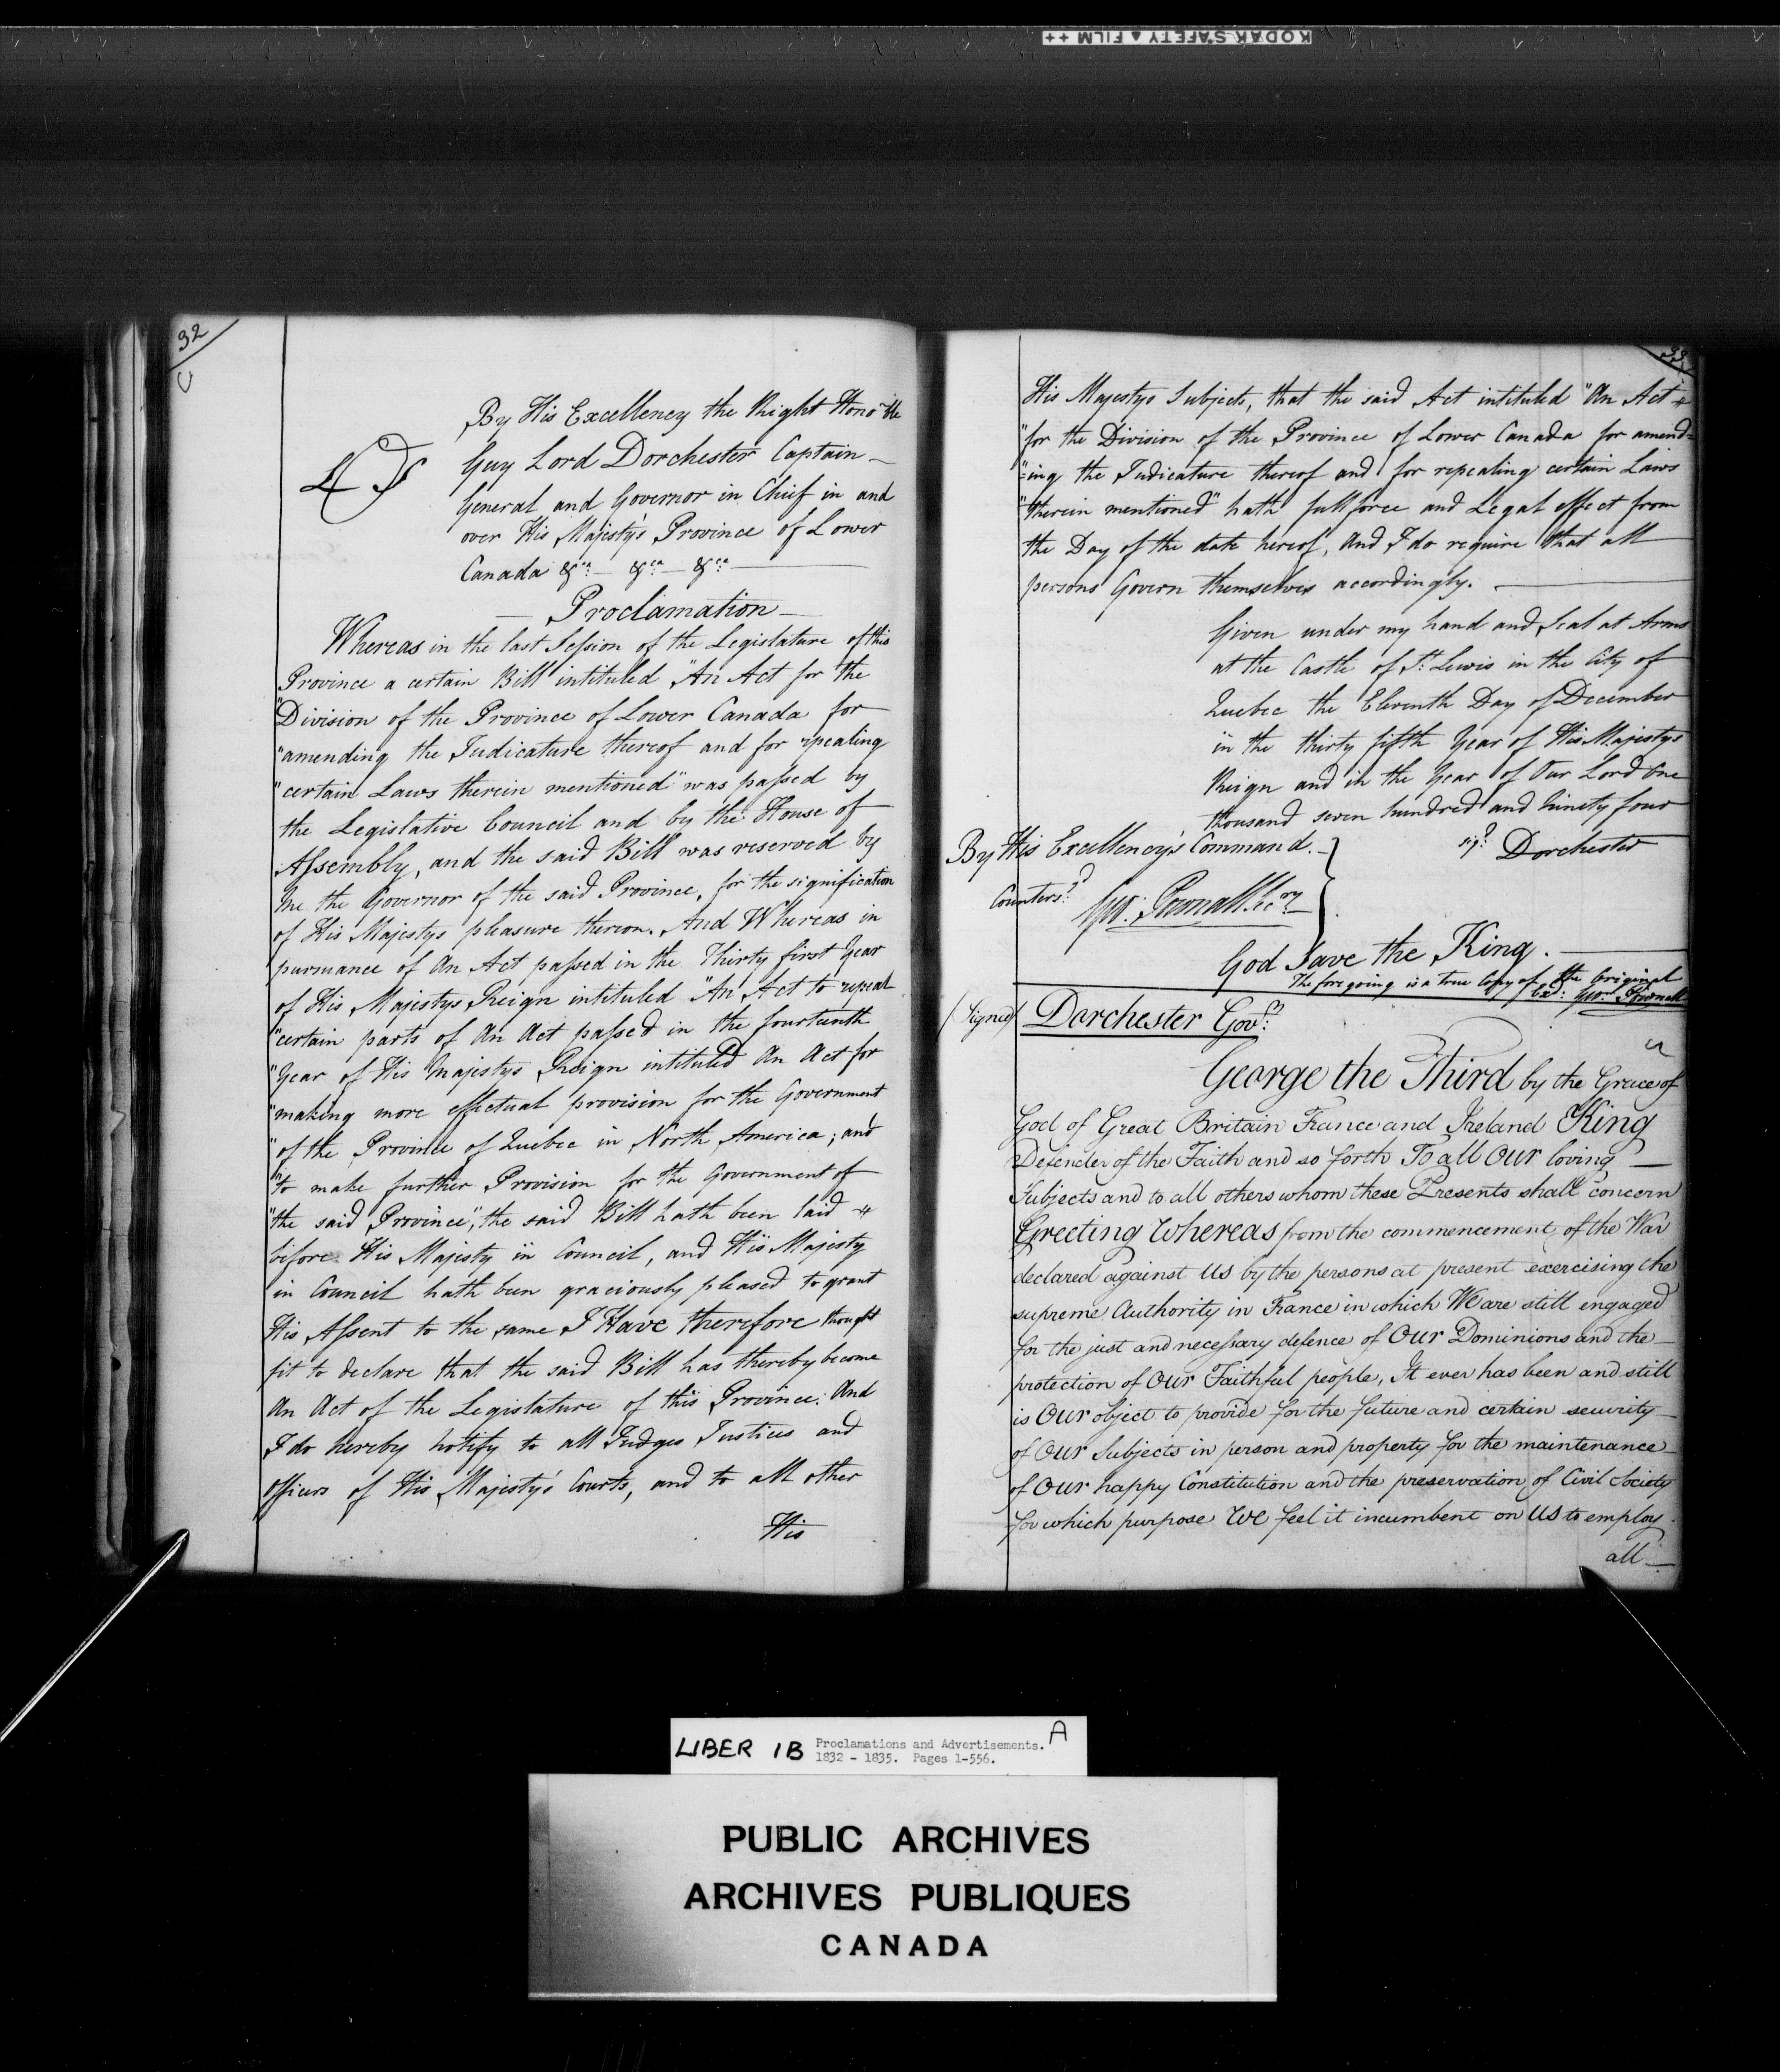 KODAK SAFETY ▲ FILM ++
32
By His Excellency the Right Honoble
LS
Guy Lord Dorchester Captain
General and Governor in Chief in and
over His Majestys Province of Lower
Canada &ca &ca &ca
Proclamation
Whereas in the last Session of the Legislature of this
Province a certain Bill intituled "An Act for the
"Division of the Province of Lower Canada for
"amending the Judicature thereof and for repealing
"certain Laws therein mentioned" was passed by
the Legislative Council and by the House of
Assembly, and the said Bill was reserved by
Me the Governor of the said Province, for the signification
of His Majestys pleasure thereon. And Whereas in
pursuance of An Act passed in the Thirty first Year
of His Majestys Reign intituled "An Act to repeal
"certain parts of An Act passed in the fourteenth
"Year of His Majestys Reign intituled An Act for
"making more effectual provision for the Government
"of the Province of Quebec in North America; and
"to make further Provision for the Government of
"the said Province", the said Bill hath been laid
before His Majesty in Council, and His Majesty
in Council hath been graciously pleased to grant
His Assent to the same I Have therefore thought
fit to declare that the said Bill has thereby become
An Act of the Legislature of this Province. And
I do hereby notify to all Judges Justices and
officers of His Majesty's Courts, and to all other
His
33
His Majestys Subjects, that the said Act intituled "An Act
"for the Division of the Province of Lower Canada for amend=
"=ing the Judicature thereof and for repealing certain Laws
"therein mentioned" hath full force and Legal effect from
the Day of the date hereof, And I do require that all
persons Govern themselves accordingly.
Given under my hand and Seal at Arms
at the Castle of St. Lewis in the City of
Quebec the Eleventh Day of December
in the thirty fifth Year of His Majestys
Reign and in the Year of Our Lord One
thousand seven hundred and Ninety four
sigd. Dorchester
By His Excellency's Command.
Countersd. Geo: Pownall Secry
God Save the King.
The foregoing is a true Copy of the Original
Geo: Pownall
(Signed) Dorchester Govr.
George the Third by the Grace of
God of Great Britain France and Ireland King
Defender of the Faith and so forth To all Our loving
Subjects and to all others whom these Presents shall concern
Greeting Whereas from the commencement of the War
declared against Us by the persons at present exercising the
supreme Authority in France in which We are still engaged
for the just and necessary defence of Our Dominions and the
protection of Our Faithful people, It ever has been and still
is Our object to provide for the future and certain security
of Our Subjects in person and property for the maintenance
of Our happy Constitution and the preservation of Civil Society
for which purpose We feel it incumbent on Us to employ
all
LIBER 1B Proclamations and Advertisements. A
1832 - 1835. Pages 1-556.
PUBLIC ARCHIVES
ARCHIVES PUBLIQUES
CANADA